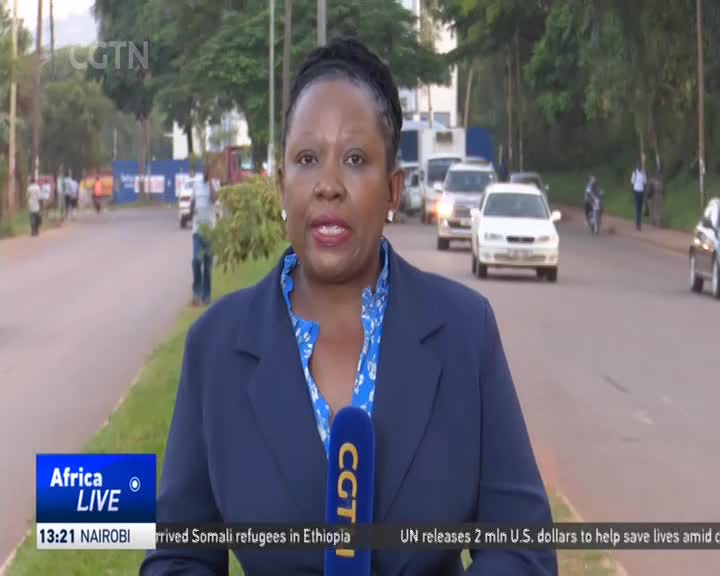 CGTN
CGTN
Africa
LIVE
13:21 NAIROBI
rrived Somali refugees in Ethiopia UN releases 2 mln U.S. dollars to help save lives amid